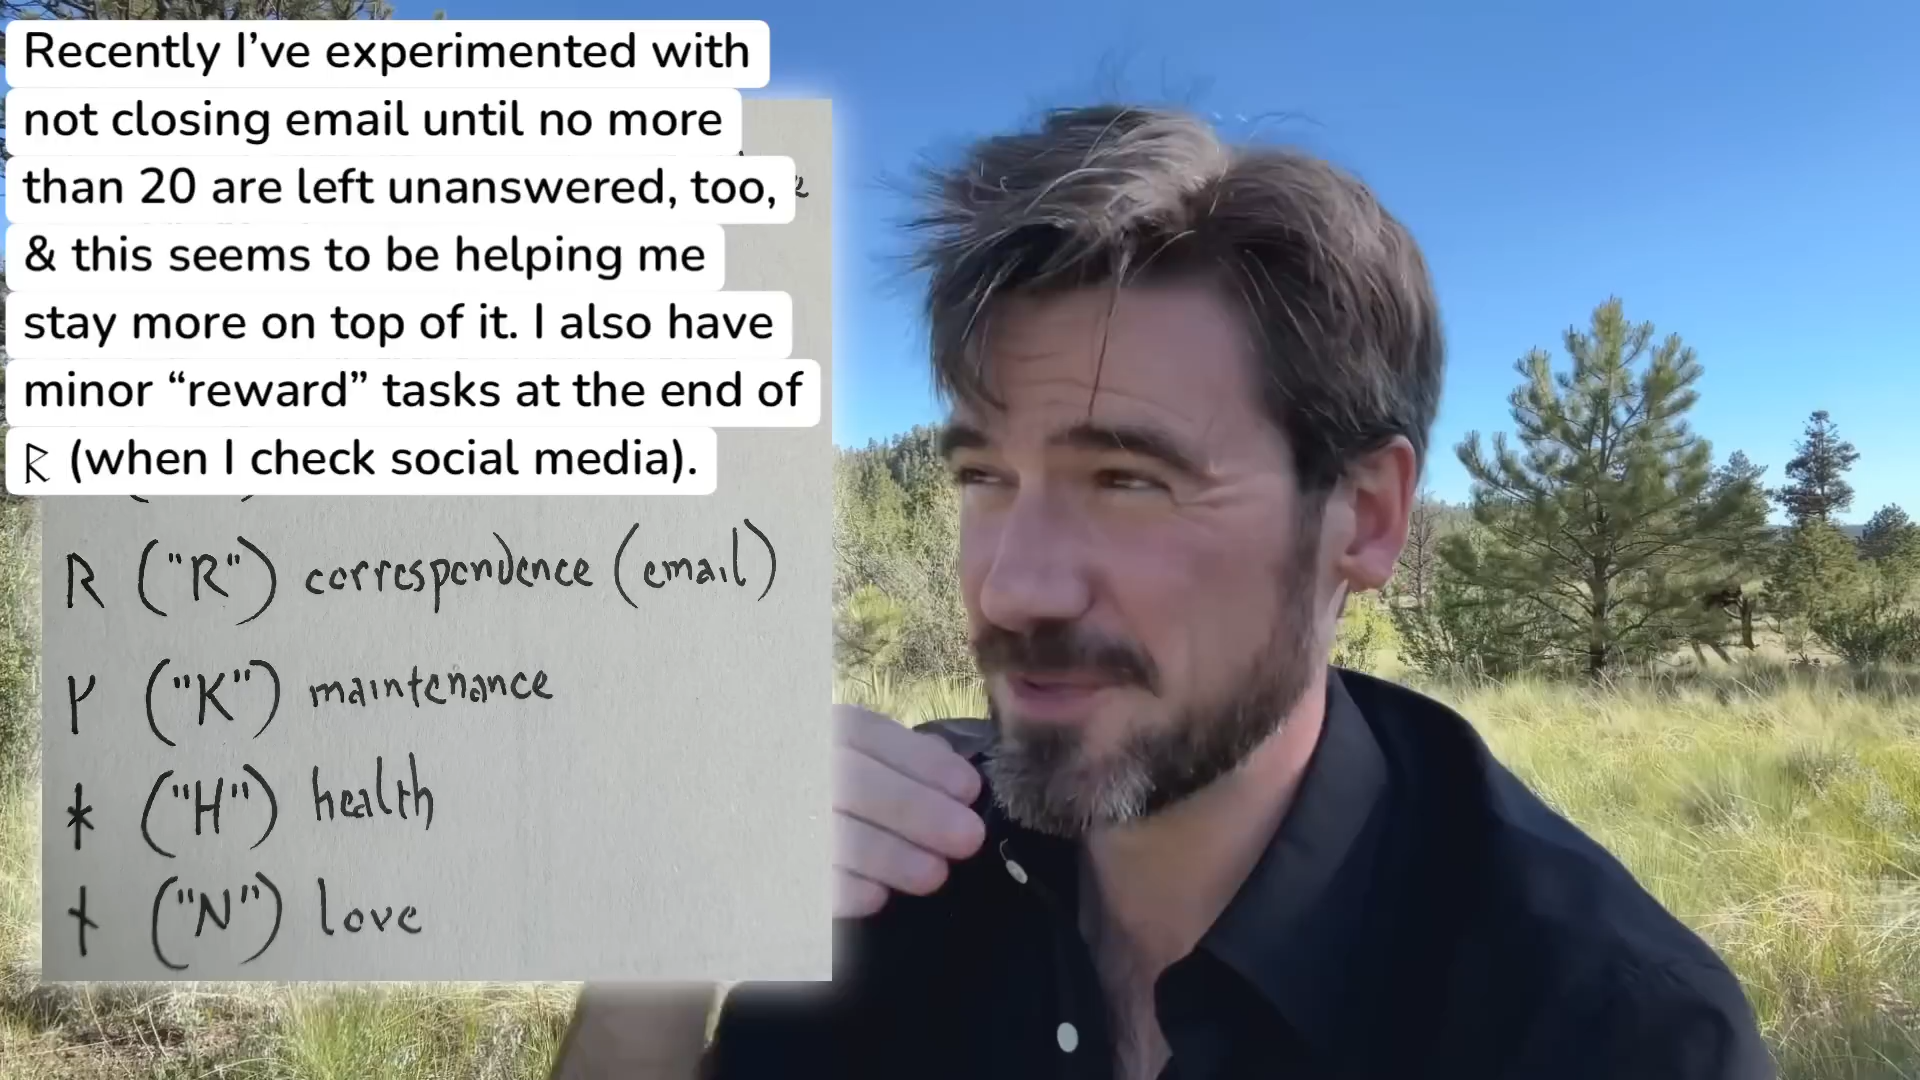 Recently I’ve experimented with
not closing email until no more
than 20 are left unanswered, too,
& this seems to be helping me
stay more on top of it. I also have
minor “reward” tasks at the end of
ᚱ (when I check social media).
ᚱ ("R") correspondence (email)
ᚴ ("K") maintenance
ᚼ ("H") health
ᚾ ("N") love